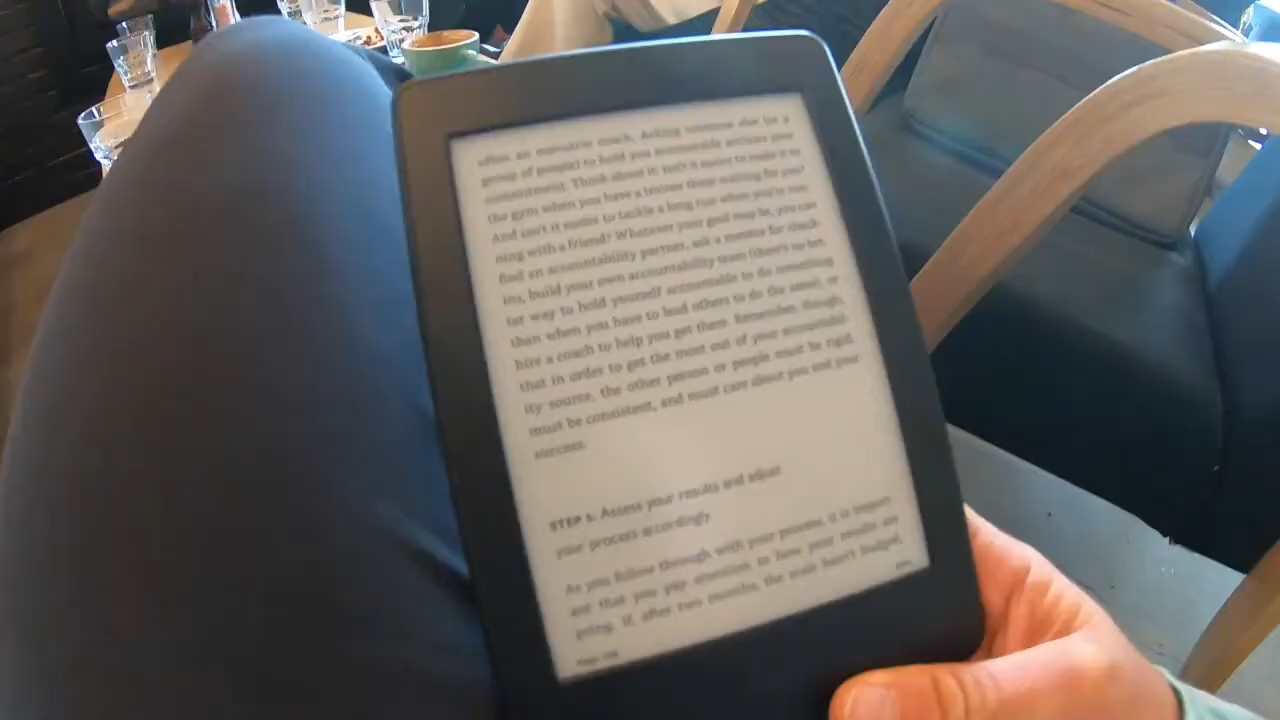 often an executive coach. Asking someone else (or a
group of people) to hold you accountable anchors your
commitment. Think about it: isn't it easier to make it to
the gym when you have a trainer there waiting for you?
And isn't it easier to tackle a long run when you're run-
ning with a friend? Whatever your goal may be, you can
find an accountability partner, ask a mentor for check-
ins, build your own accountability team (there's no bet-
ter way to hold yourself accountable to do something
than when you have to lead others to do the same), or
hire a coach to help you get there. Remember, though,
that in order to get the most out of your accountabil-
ity source, the other person or people must be rigid,
must be consistent, and must care about you and your
success.
STEP 5: Assess your results and adjust
your process accordingly.
As you follow through with your process, it is import-
ant that you pay attention to how your results are
going. If, after two months, the scale hasn't budged,
Page